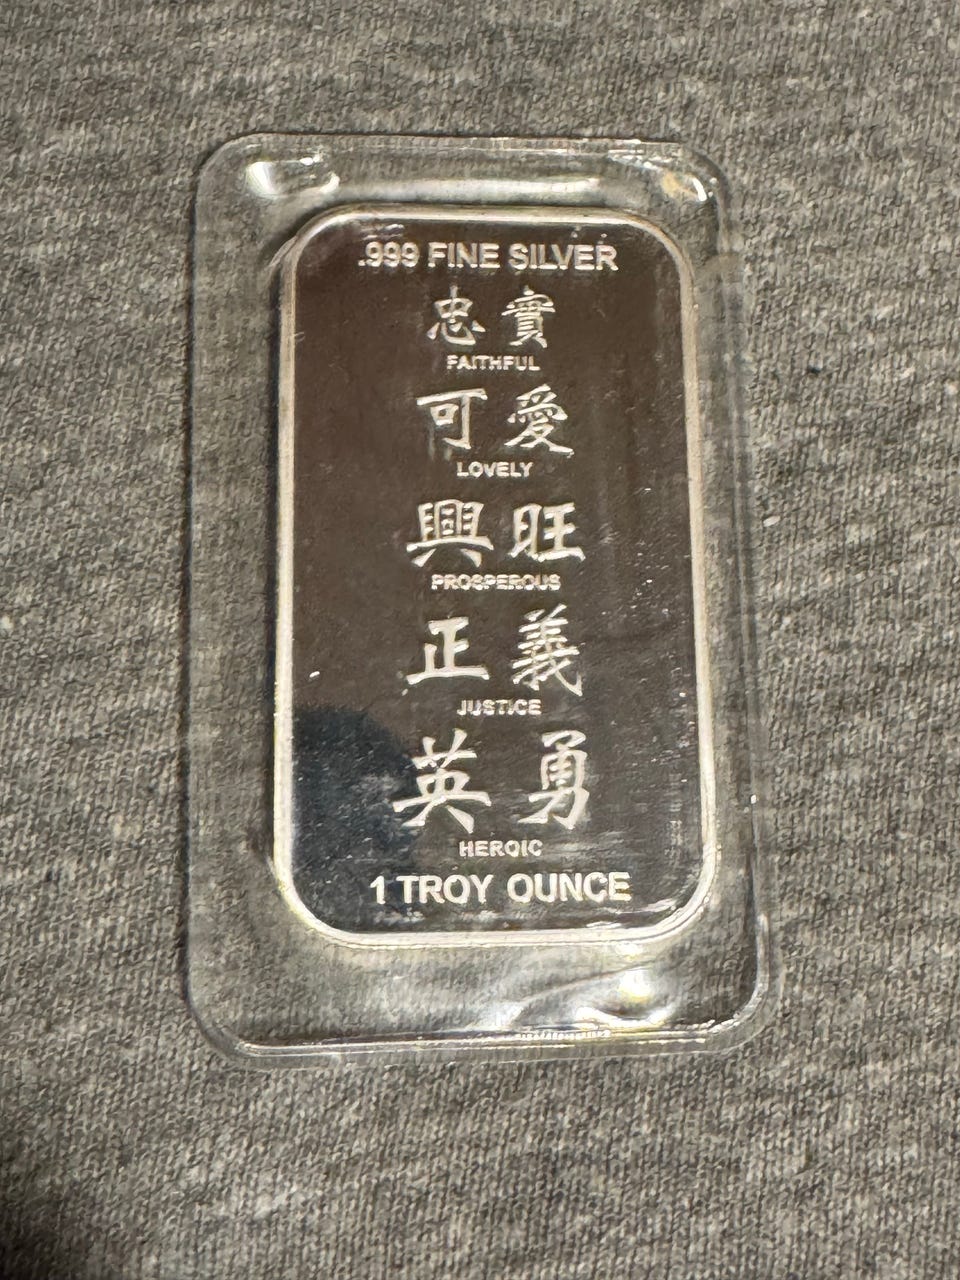 .999 FINE SILVER
忠實
FAITHFUL
可愛
LOVELY
興旺
PROSPEROUS
正義
JUSTICE
英勇
HEROIC
1 TROY OUNCE